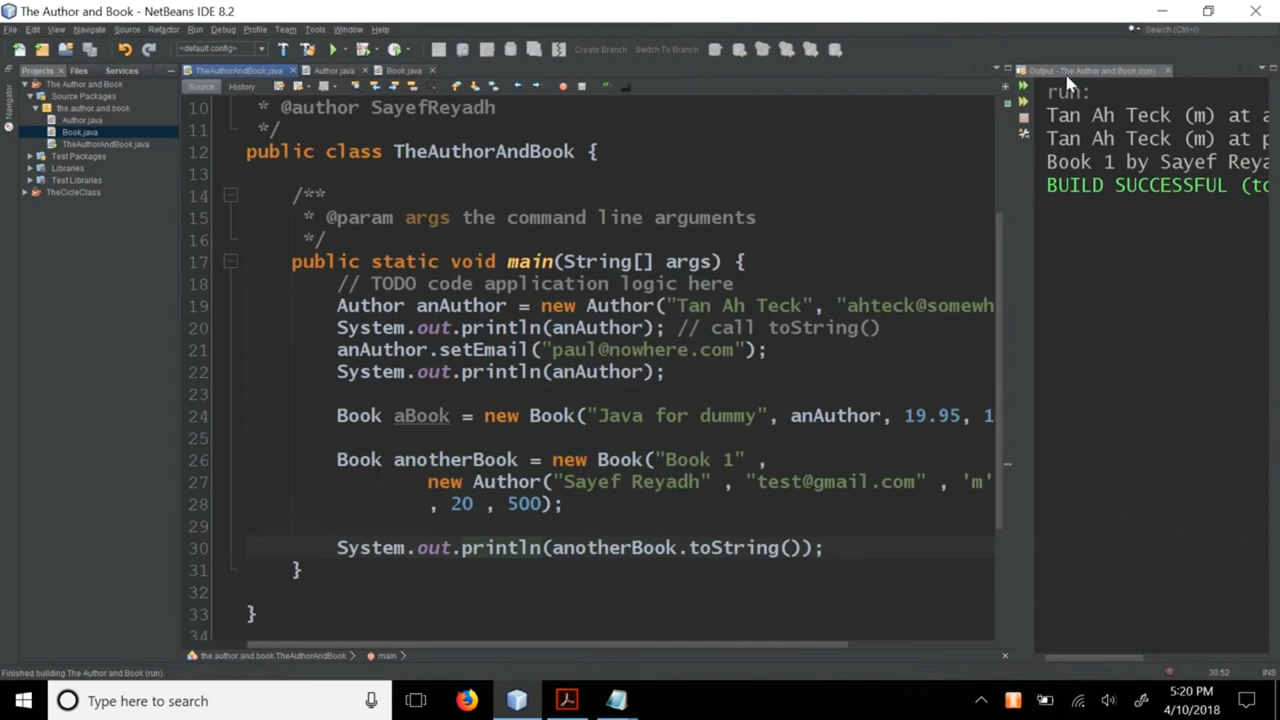 The Author and Book - NetBeans IDE 8.2
File Edit View Navigate Source Refactor Run Debug Profile Team Tools Window Help
Search (Ctrl+I)
<default config>
Create Branch Switch To Branch
Projects Files Services
TheAuthorAndBook.java Author.java Book.java
Output - The Author and Book (run)
Source History
Navigator
The Author and Book
Source Packages
the.author.and.book
Author.java
Book.java
TheAuthorAndBook.java
Test Packages
Libraries
Test Libraries
TheCicleClass
10 * @author SayefReyadh
11 */
12 public class TheAuthorAndBook {
13
14 /**
15 * @param args the command line arguments
16 */
17 public static void main(String[] args) {
18 // TODO code application logic here
19 Author anAuthor = new Author("Tan Ah Teck", "ahteck@somewh
20 System.out.println(anAuthor); // call toString()
21 anAuthor.setEmail("paul@nowhere.com");
22 System.out.println(anAuthor);
23
24 Book aBook = new Book("Java for dummy", anAuthor, 19.95, 1
25
26 Book anotherBook = new Book("Book 1" ,
27 new Author("Sayef Reyadh" , "test@gmail.com" , 'm'
28 , 20 , 500);
29
30 System.out.println(anotherBook.toString());
31 }
32
33 }
34
run:
Tan Ah Teck (m) at a
Tan Ah Teck (m) at p
Book 1 by Sayef Reya
BUILD SUCCESSFUL (to
the.author.and.book.TheAuthorAndBook main
Finished building The Author and Book (run).
30:52 INS
Type here to search
5:20 PM
4/10/2018